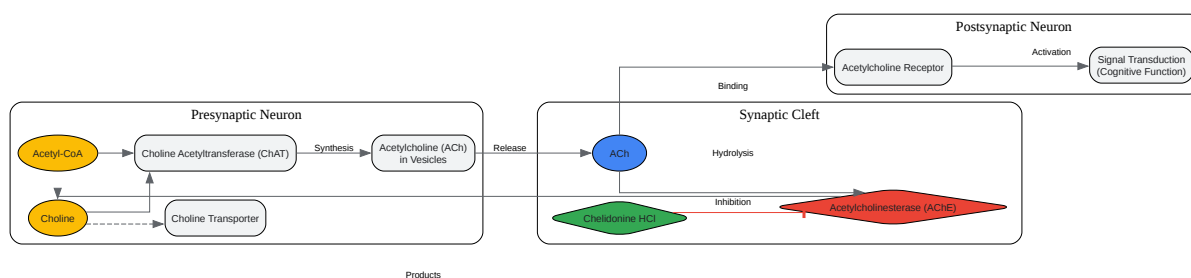 Postsynaptic Neuron
Activation
Acetylcholine Receptor
Signal Transduction
(Cognitive Function)
Binding
Presynaptic Neuron
Synaptic Cleft
Acetyl-CoA
Choline Acetyltransferase (ChAT)
Synthesis
Acetylcholine (ACh)
in Vesicles
Release
ACh
Hydrolysis
Choline
Choline Transporter
Chelidonine HCl
Inhibition
Acetylcholinesterase (AChE)
Products